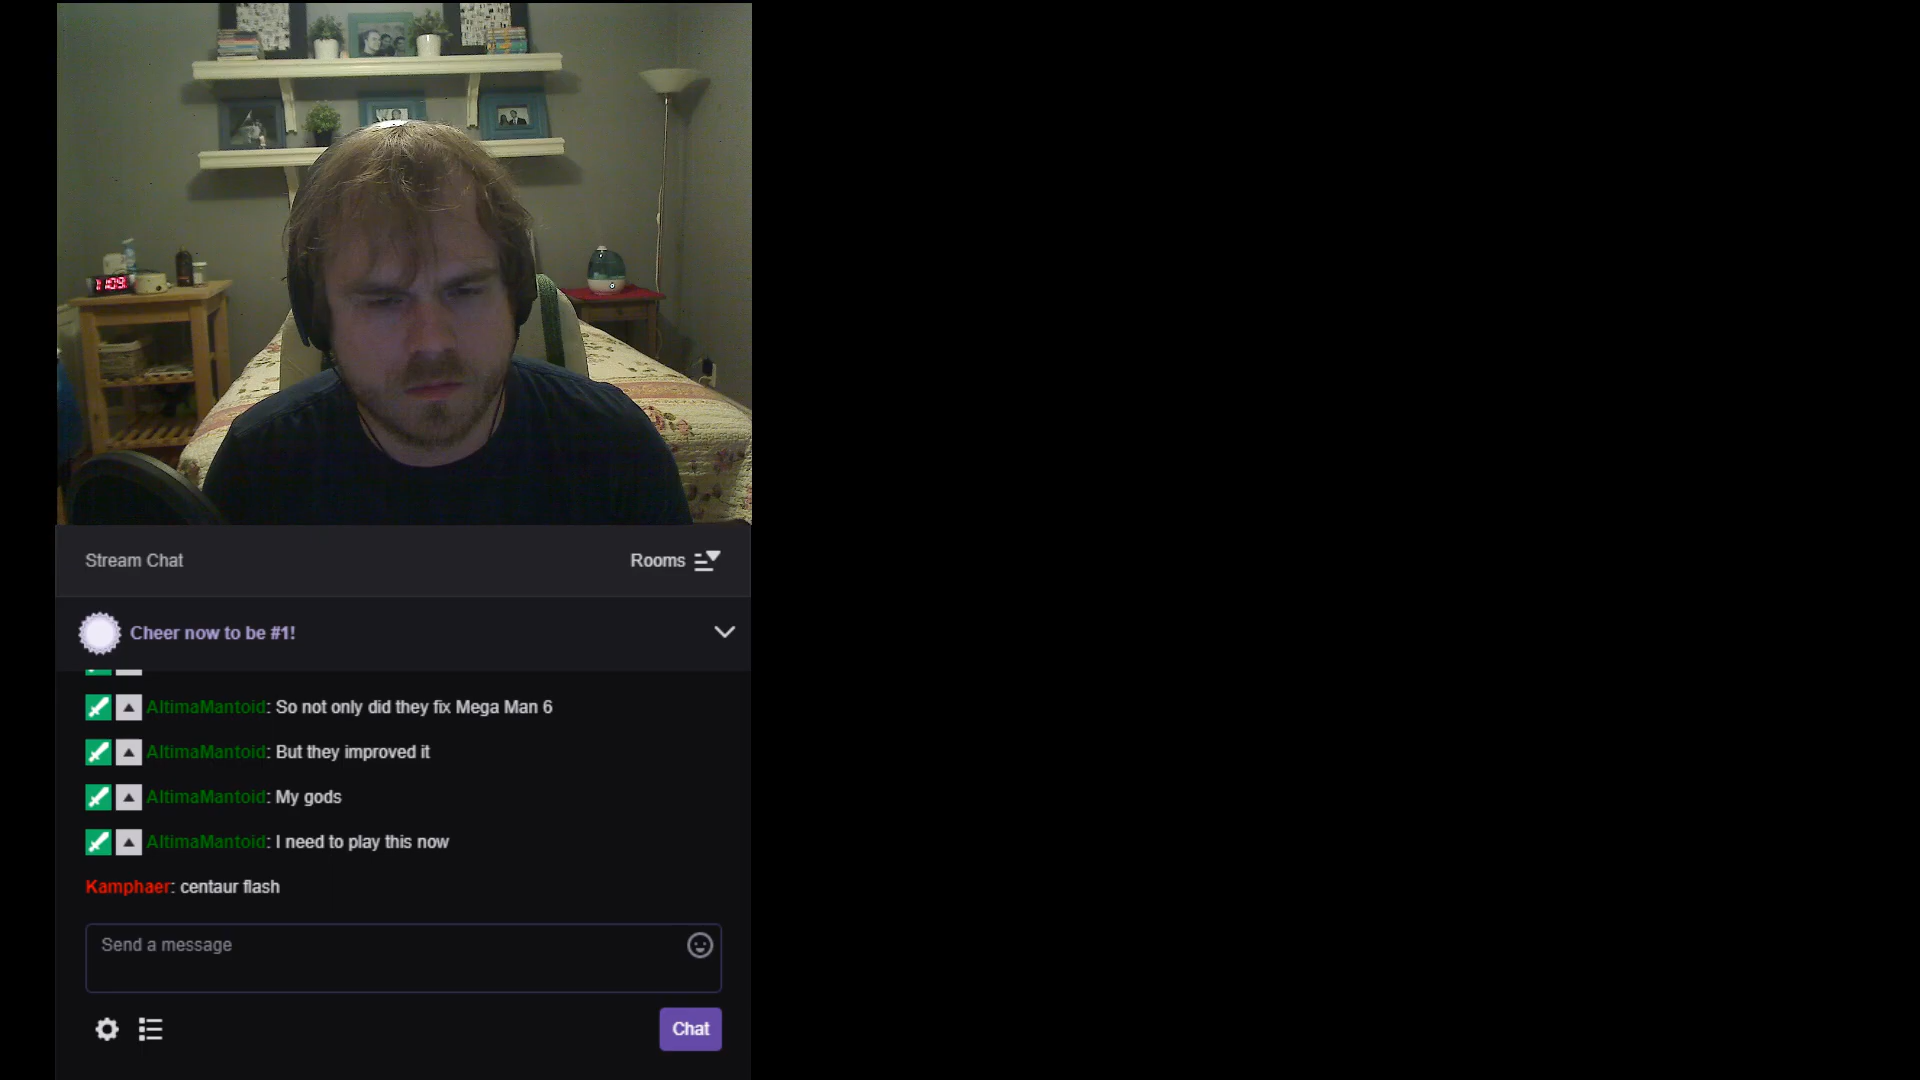 11:09
Stream Chat
Rooms
Cheer now to be #1!
AltimaMantoid: So not only did they fix Mega Man 6
AltimaMantoid: But they improved it
AltimaMantoid: My gods
AltimaMantoid: I need to play this now
Kamphaer: centaur flash
Send a message
Chat